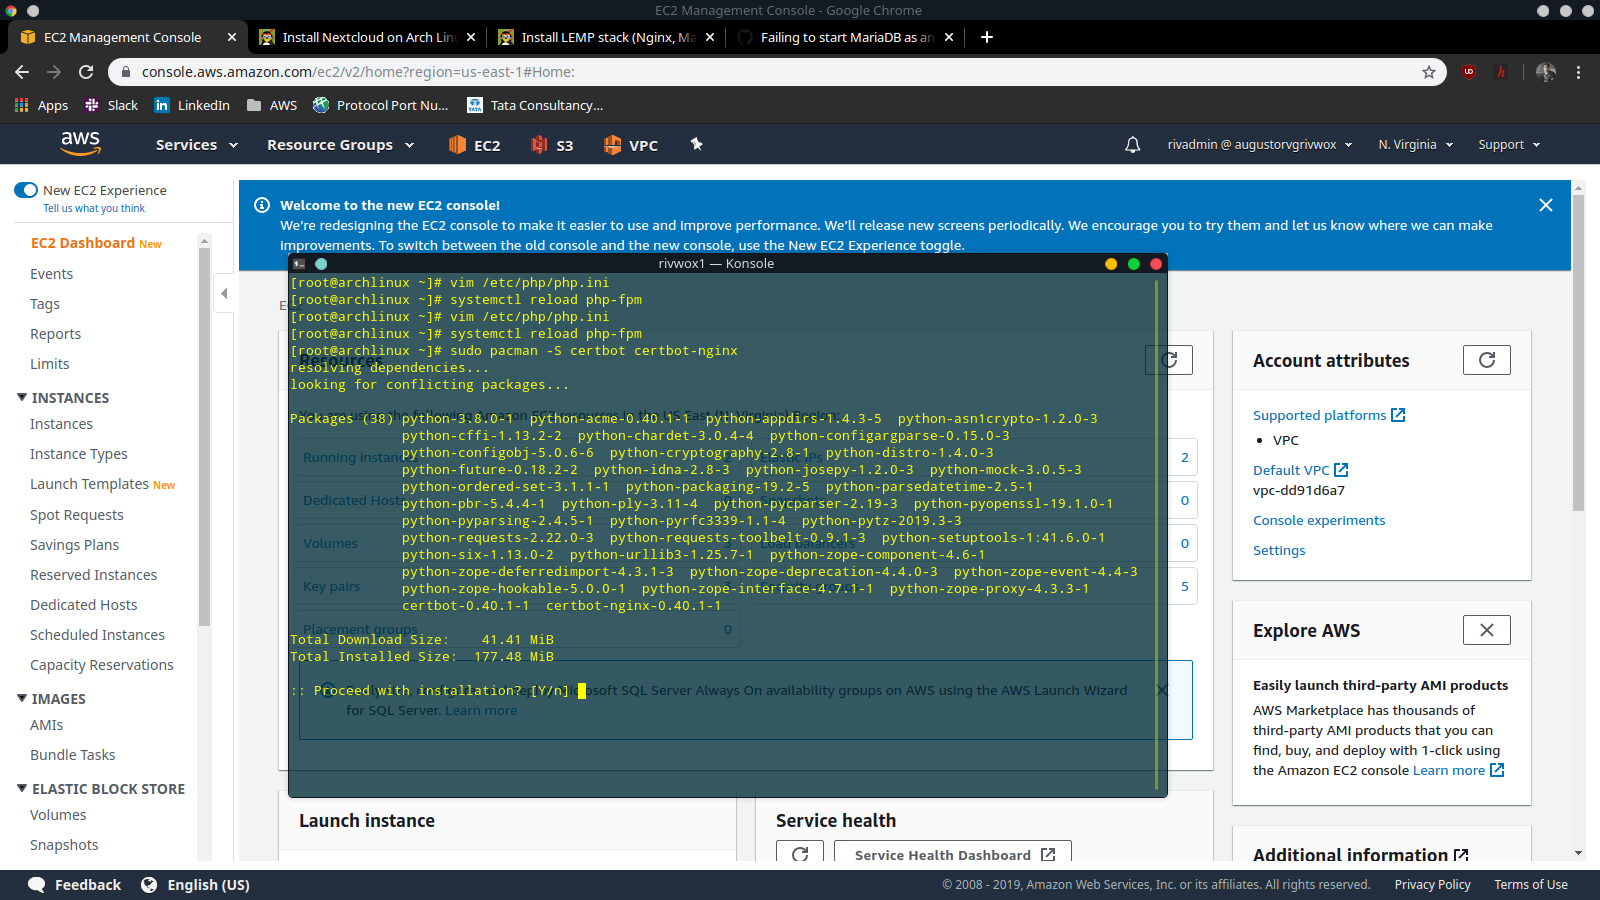 EC2 Management Console - Google Chrome
EC2 Management Console
Install Nextcloud on Arch Lin
Install LEMP stack (Nginx, Ma
Failing to start MariaDB as an
console.aws.amazon.com/ec2/v2/home?region=us-east-1#Home:
Apps
Slack
LinkedIn
AWS
Protocol Port Nu...
Tata Consultancy...
aws
Services
Resource Groups
EC2
S3
VPC
rivadmin @ augustorvgrivwox
N. Virginia
Support
New EC2 Experience
Tell us what you think
EC2 Dashboard New
Events
Tags
Reports
Limits
INSTANCES
Instances
Instance Types
Launch Templates New
Spot Requests
Savings Plans
Reserved Instances
Dedicated Hosts
Scheduled Instances
Capacity Reservations
IMAGES
AMIs
Bundle Tasks
ELASTIC BLOCK STORE
Volumes
Snapshots
Welcome to the new EC2 console!
We're redesigning the EC2 console to make it easier to use and improve performance. We'll release new screens periodically. We encourage you to try them and let us know where we can make
improvements. To switch between the old console and the new console, use the New EC2 Experience toggle.
rivwox1 — Konsole
[root@archlinux ~]# vim /etc/php/php.ini
[root@archlinux ~]# systemctl reload php-fpm
[root@archlinux ~]# vim /etc/php/php.ini
[root@archlinux ~]# systemctl reload php-fpm
[root@archlinux ~]# sudo pacman -S certbot certbot-nginx
resolving dependencies...
looking for conflicting packages...
Packages (38) python-3.8.0-1  python-acme-0.40.1-1  python-appdirs-1.4.3-5  python-asn1crypto-1.2.0-3
python-cffi-1.13.2-2  python-chardet-3.0.4-4  python-configargparse-0.15.0-3
python-configobj-5.0.6-6  python-cryptography-2.8-1  python-distro-1.4.0-3
python-future-0.18.2-2  python-idna-2.8-3  python-josepy-1.2.0-3  python-mock-3.0.5-3
python-ordered-set-3.1.1-1  python-packaging-19.2-5  python-parsedatetime-2.5-1
python-pbr-5.4.4-1  python-ply-3.11-4  python-pycparser-2.19-3  python-pyopenssl-19.1.0-1
python-pyparsing-2.4.5-1  python-pyrfc3339-1.1-4  python-pytz-2019.3-3
python-requests-2.22.0-3  python-requests-toolbelt-0.9.1-3  python-setuptools-1:41.6.0-1
python-six-1.13.0-2  python-urllib3-1.25.7-1  python-zope-component-4.6-1
python-zope-deferredimport-4.3.1-3  python-zope-deprecation-4.4.0-3  python-zope-event-4.4-3
python-zope-hookable-5.0.0-1  python-zope-interface-4.7.1-1  python-zope-proxy-4.3.3-1
certbot-0.40.1-1  certbot-nginx-0.40.1-1
Total Download Size:    41.41 MiB
Total Installed Size:  177.48 MiB
:: Proceed with installation? [Y/n]
Resources
Running instances
2
Dedicated Hosts
0
Volumes
0
Key pairs
5
Placement groups
0
SQL Server Always On availability groups on AWS using the AWS Launch Wizard
for SQL Server. Learn more
Launch instance
Service health
Service Health Dashboard
Account attributes
Supported platforms
• VPC
Default VPC
vpc-dd91d6a7
Console experiments
Settings
Explore AWS
Easily launch third-party AMI products
AWS Marketplace has thousands of
third-party AMI products that you can
find, buy, and deploy with 1-click using
the Amazon EC2 console Learn more
Additional information
Feedback
English (US)
© 2008 - 2019, Amazon Web Services, Inc. or its affiliates. All rights reserved.
Privacy Policy
Terms of Use